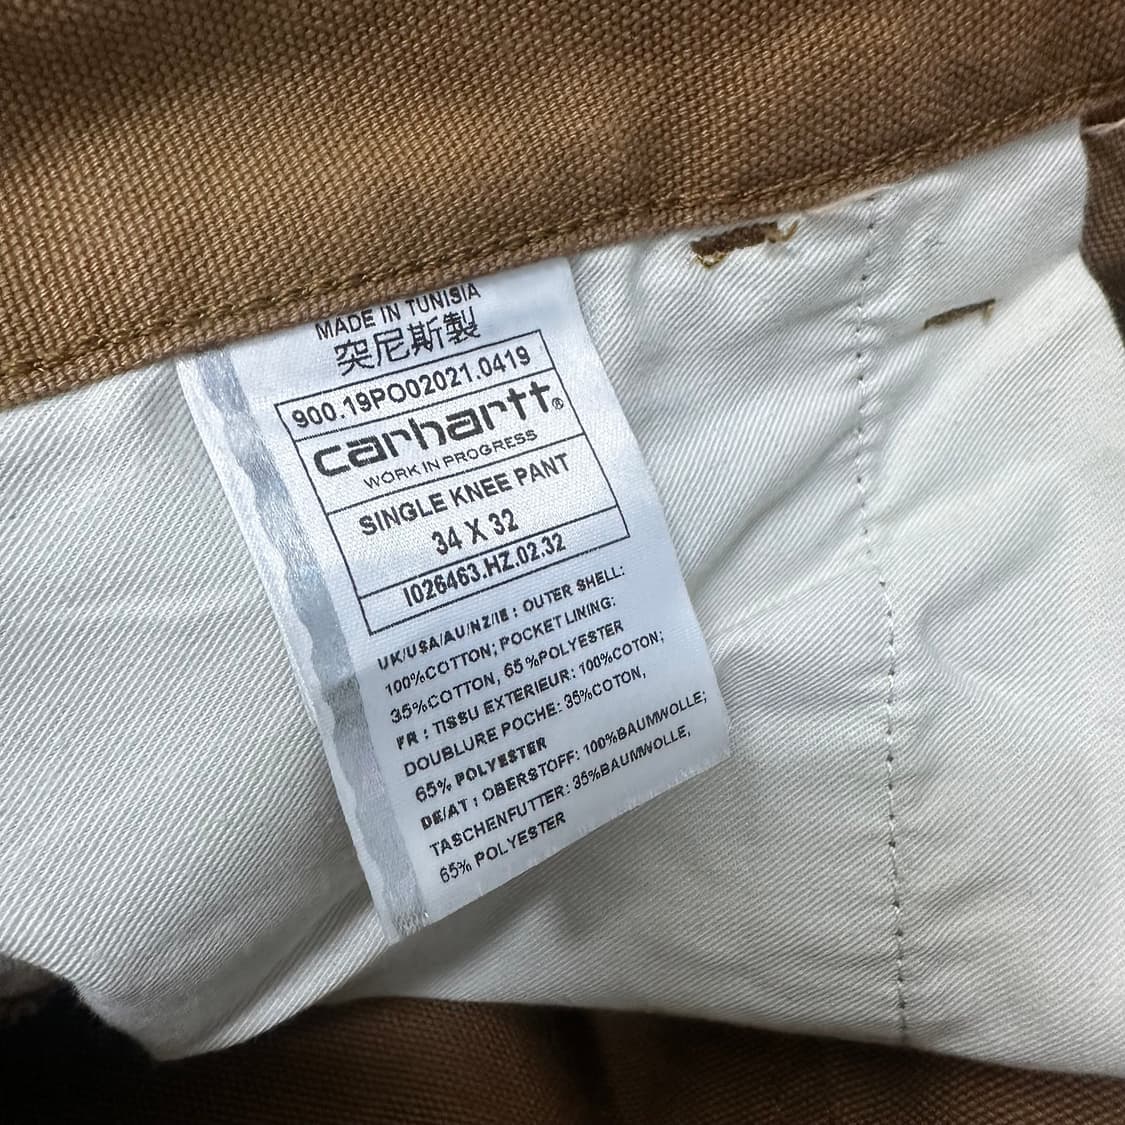 MADE IN TUNISIA
突尼斯製
900.19PO02021.0419
carhartt®
WORK IN PROGRESS
SINGLE KNEE PANT
34 X 32
I026463.HZ.02.32
UK/USA/AU/NZ/IE : OUTER SHELL:
100%COTTON; POCKET LINING:
35%COTTON, 65 %POLYESTER
FR : TISSU EXTERIEUR: 100%COTON;
DOUBLURE POCHE: 35%COTON,
65% POLYESTER
DE/AT : OBERSTOFF: 100%BAUMWOLLE;
TASCHENFUTTER: 35%BAUMWOLLE,
65% POLYESTER